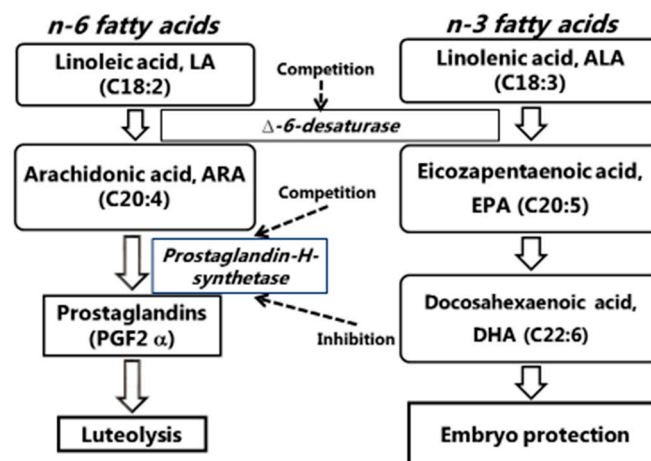 n-6 fatty acids
n-3 fatty acids
Linoleic acid, LA
(C18:2)
Competition
Linolenic acid, ALA
(C18:3)
Δ-6-desaturase
Arachidonic acid, ARA
(C20:4)
Competition
Eicozapentaenoic acid,
EPA (C20:5)
Prostaglandin-H-
synthetase
Prostaglandins
(PGF2 α)
Inhibition
Docosahexaenoic acid,
DHA (C22:6)
Luteolysis
Embryo protection